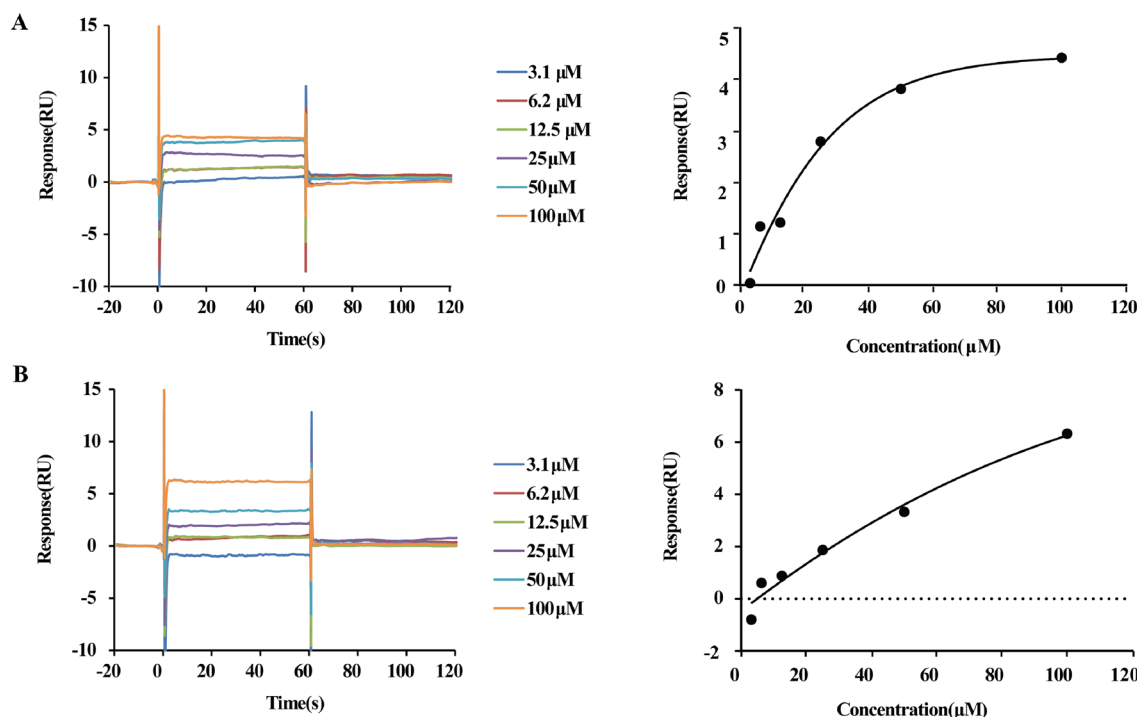 A
Response(RU)
15
10
5
0
-5
-10
-20
0
20
40
60
80
100
120
Time(s)
3.1 µM
6.2 µM
12.5 µM
25µM
50µM
100µM
Response(RU)
5
4
3
2
1
0
0
20
40
60
80
100
120
Concentration(µM)
B
Response(RU)
15
10
5
0
-5
-10
-20
0
20
40
60
80
100
120
Time(s)
3.1µM
6.2µM
12.5µM
25µM
50µM
100µM
Response(RU)
8
6
4
2
0
-2
0
20
40
60
80
100
120
Concentration(µM)